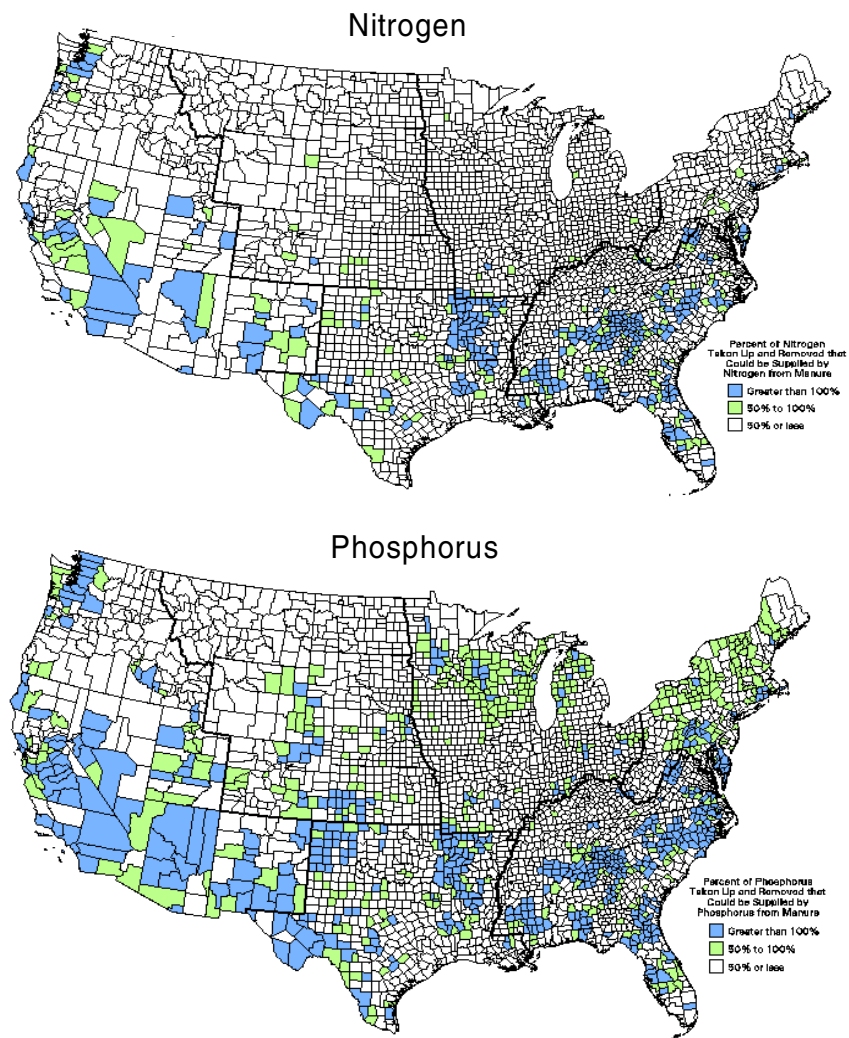 Nitrogen
Percent of Nitrogen
Taken Up and Removed that
Could be Supplied by
Nitrogen from Manure
Greater than 100%
50% to 100%
50% or less
Phosphorus
Percent of Phosphorus
Taken Up and Removed that
Could be Supplied by
Phosphorus from Manure
Greater than 100%
50% to 100%
50% or less